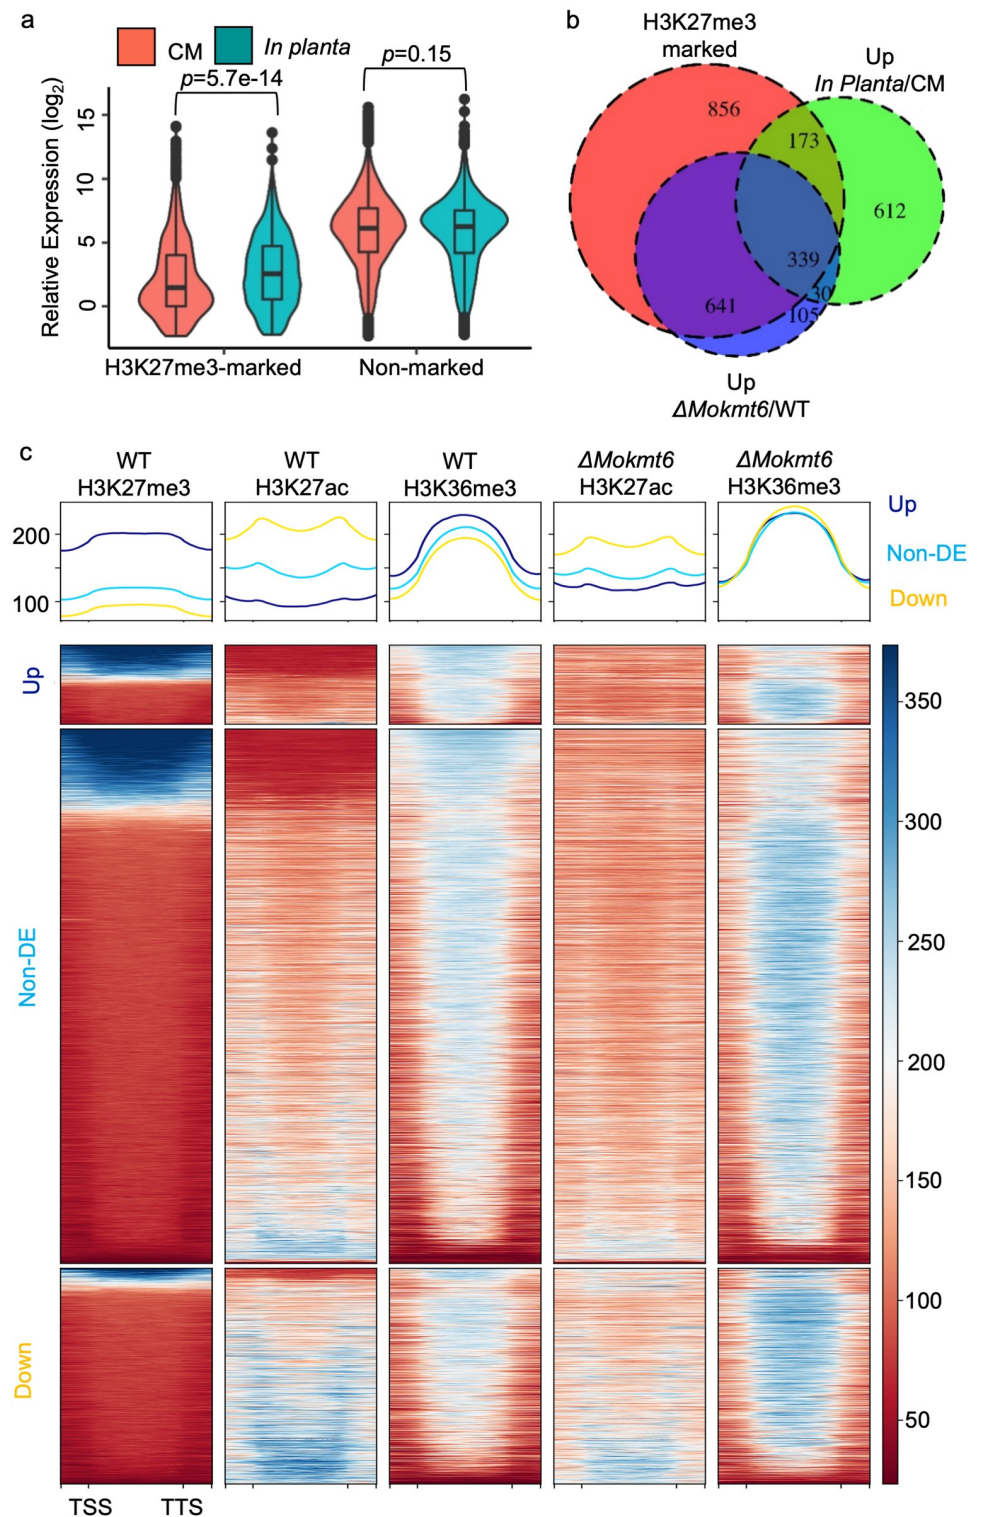 a
CM
In planta
p=5.7e-14
p=0.15
Relative Expression (log2)
15
10
5
0
H3K27me3-marked
Non-marked
b
H3K27me3
marked
Up
In Planta/CM
856
173
612
339
30
641
105
Up
ΔMokmt6/WT
c
WT
H3K27me3
WT
H3K27ac
WT
H3K36me3
ΔMokmt6
H3K27ac
ΔMokmt6
H3K36me3
200
100
Up
Non-DE
Down
Up
Non-DE
Down
350
300
250
200
150
100
50
TSS
TTS